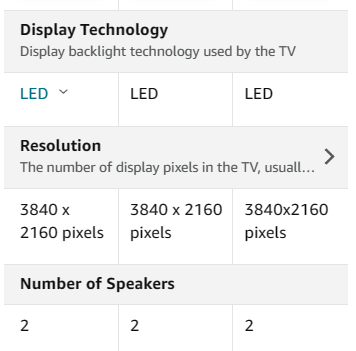 Display Technology
Display backlight technology used by the TV
LED LED LED
Resolution
The number of display pixels in the TV, usuall...
3840 x 3840 x 2160 3840x2160
2160 pixels pixels pixels
Number of Speakers
2 2 2